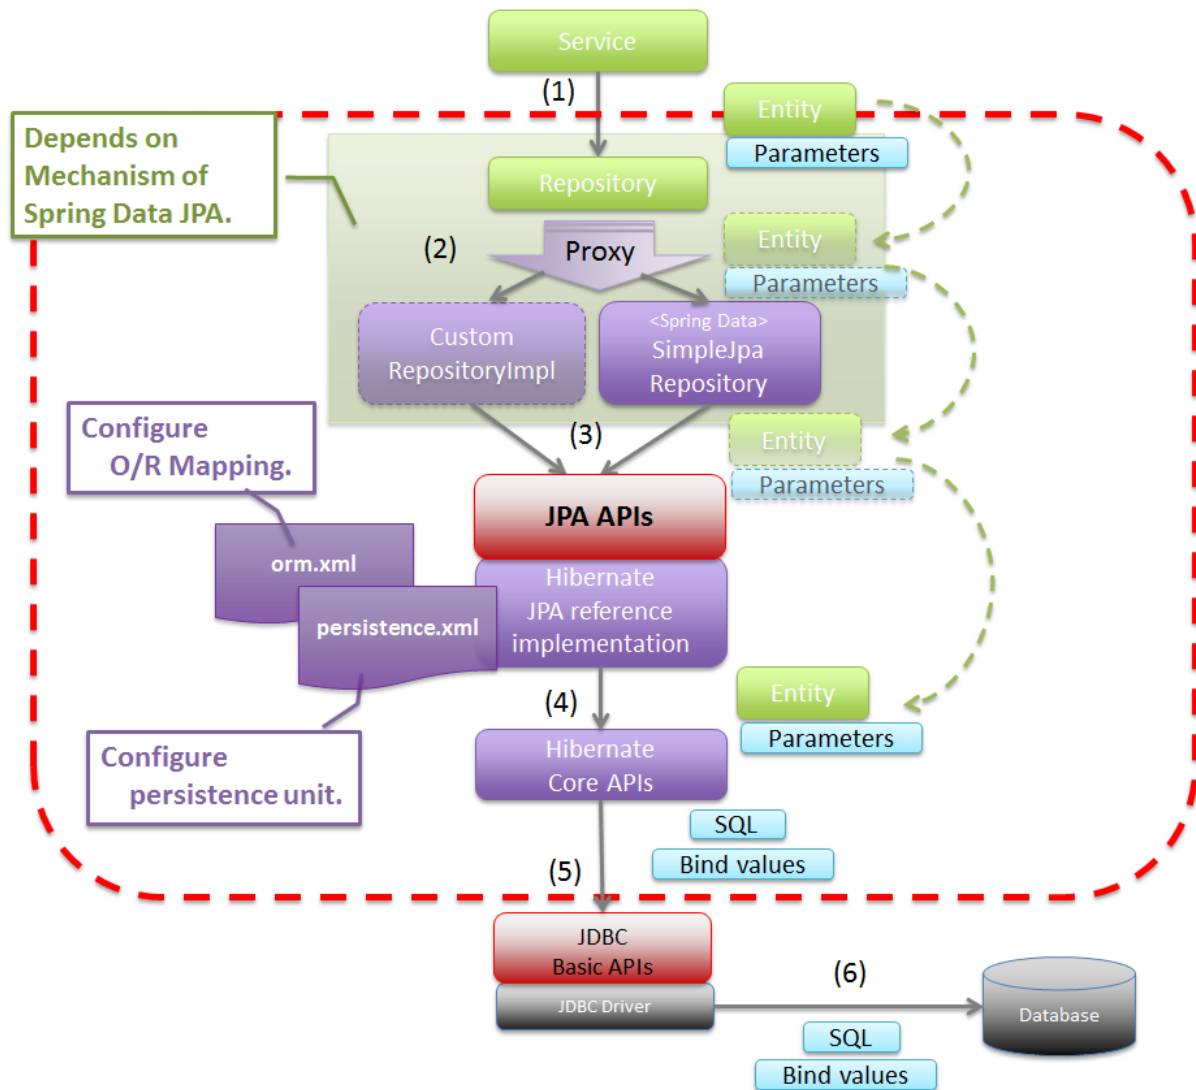 Service
(1)
Entity
Parameters
Depends on
Mechanism of
Spring Data JPA.
Repository
(2)
Proxy
Entity
Parameters
Custom
RepositoryImpl
<Spring Data>
SimpleJpa
Repository
Configure
O/R Mapping.
(3)
Entity
Parameters
JPA APIs
orm.xml
Hibernate
JPA reference
implementation
persistence.xml
(4)
Entity
Parameters
Configure
persistence unit.
Hibernate
Core APIs
SQL
Bind values
(5)
JDBC
Basic APIs
JDBC Driver
(6)
Database
SQL
Bind values